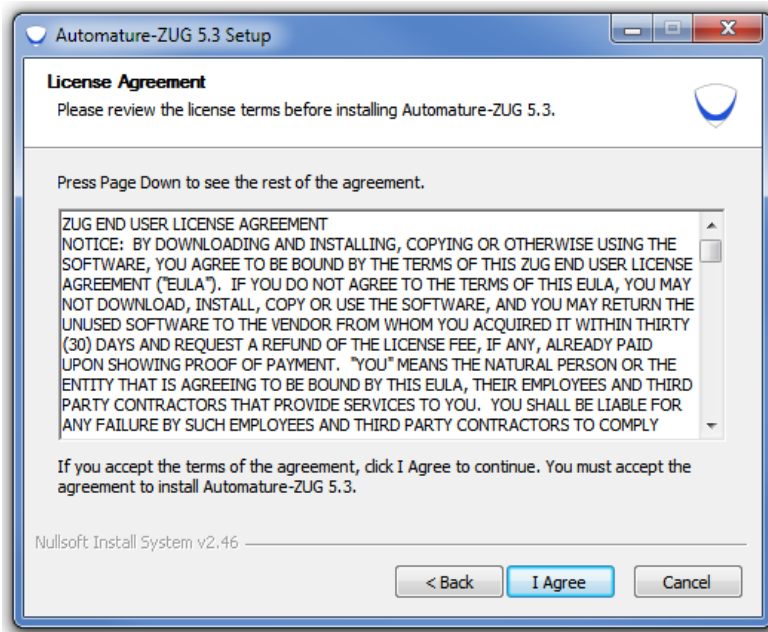 Automature-ZUG 5.3 Setup
License Agreement
Please review the license terms before installing Automature-ZUG 5.3.
Press Page Down to see the rest of the agreement.
ZUG END USER LICENSE AGREEMENT
NOTICE:  BY DOWNLOADING AND INSTALLING, COPYING OR OTHERWISE USING THE
SOFTWARE, YOU AGREE TO BE BOUND BY THE TERMS OF THIS ZUG END USER LICENSE
AGREEMENT ("EULA").  IF YOU DO NOT AGREE TO THE TERMS OF THIS EULA, YOU MAY
NOT DOWNLOAD, INSTALL, COPY OR USE THE SOFTWARE, AND YOU MAY RETURN THE
UNUSED SOFTWARE TO THE VENDOR FROM WHOM YOU ACQUIRED IT WITHIN THIRTY
(30) DAYS AND REQUEST A REFUND OF THE LICENSE FEE, IF ANY, ALREADY PAID
UPON SHOWING PROOF OF PAYMENT.  "YOU" MEANS THE NATURAL PERSON OR THE
ENTITY THAT IS AGREEING TO BE BOUND BY THIS EULA, THEIR EMPLOYEES AND THIRD
PARTY CONTRACTORS THAT PROVIDE SERVICES TO YOU.  YOU SHALL BE LIABLE FOR
ANY FAILURE BY SUCH EMPLOYEES AND THIRD PARTY CONTRACTORS TO COMPLY
If you accept the terms of the agreement, click I Agree to continue. You must accept the
agreement to install Automature-ZUG 5.3.
Nullsoft Install System v2.46
< Back
I Agree
Cancel